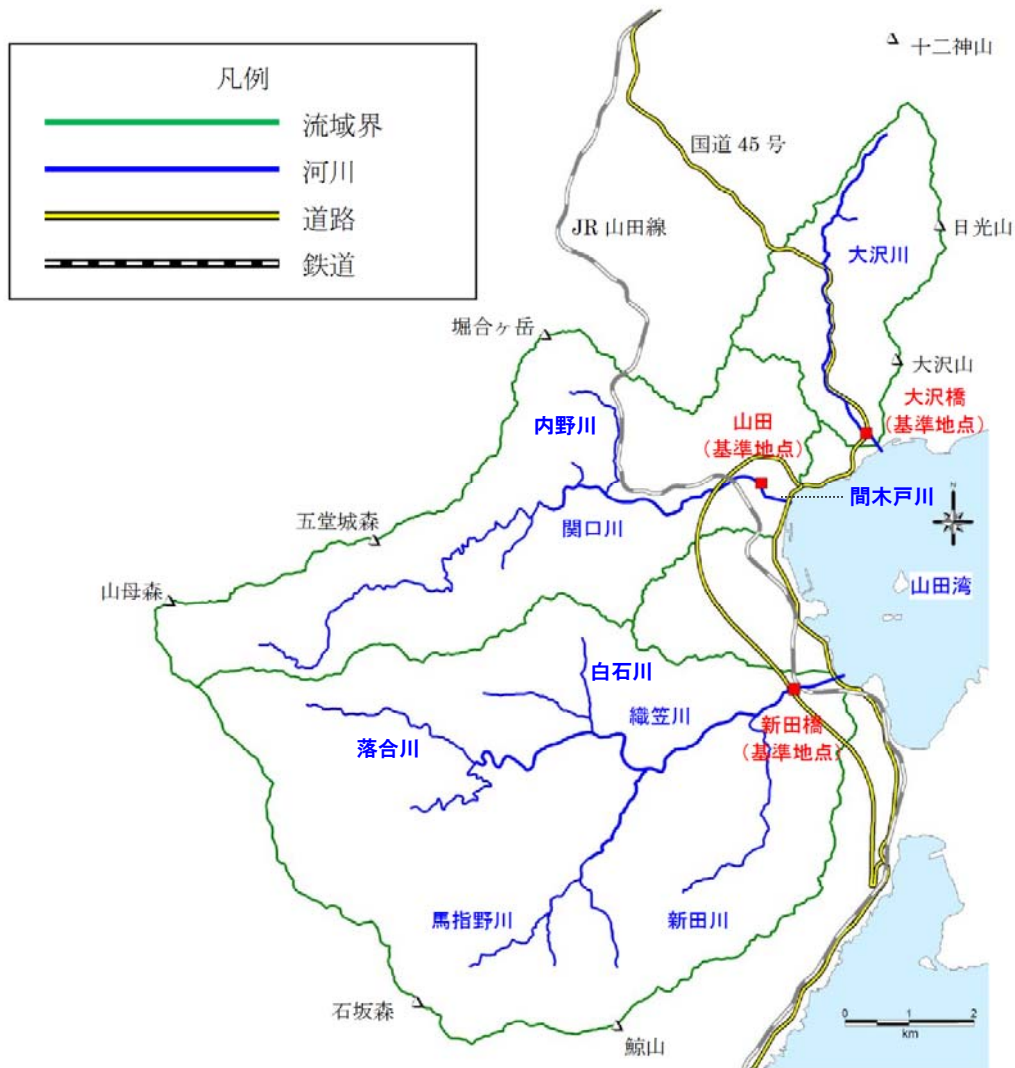 凡例
流域界
河川
道路
鉄道
十二神山
国道 45 号
JR 山田線
日光山
大沢川
堀合ヶ岳
大沢山
大沢橋
(基準地点)
山田
(基準地点)
内野川
間木戸川
N
五堂城森
関口川
山母森
山田湾
白石川
織笠川
落合川
新田橋
(基準地点)
馬指野川
新田川
石坂森
鯨山
0 1 2
km